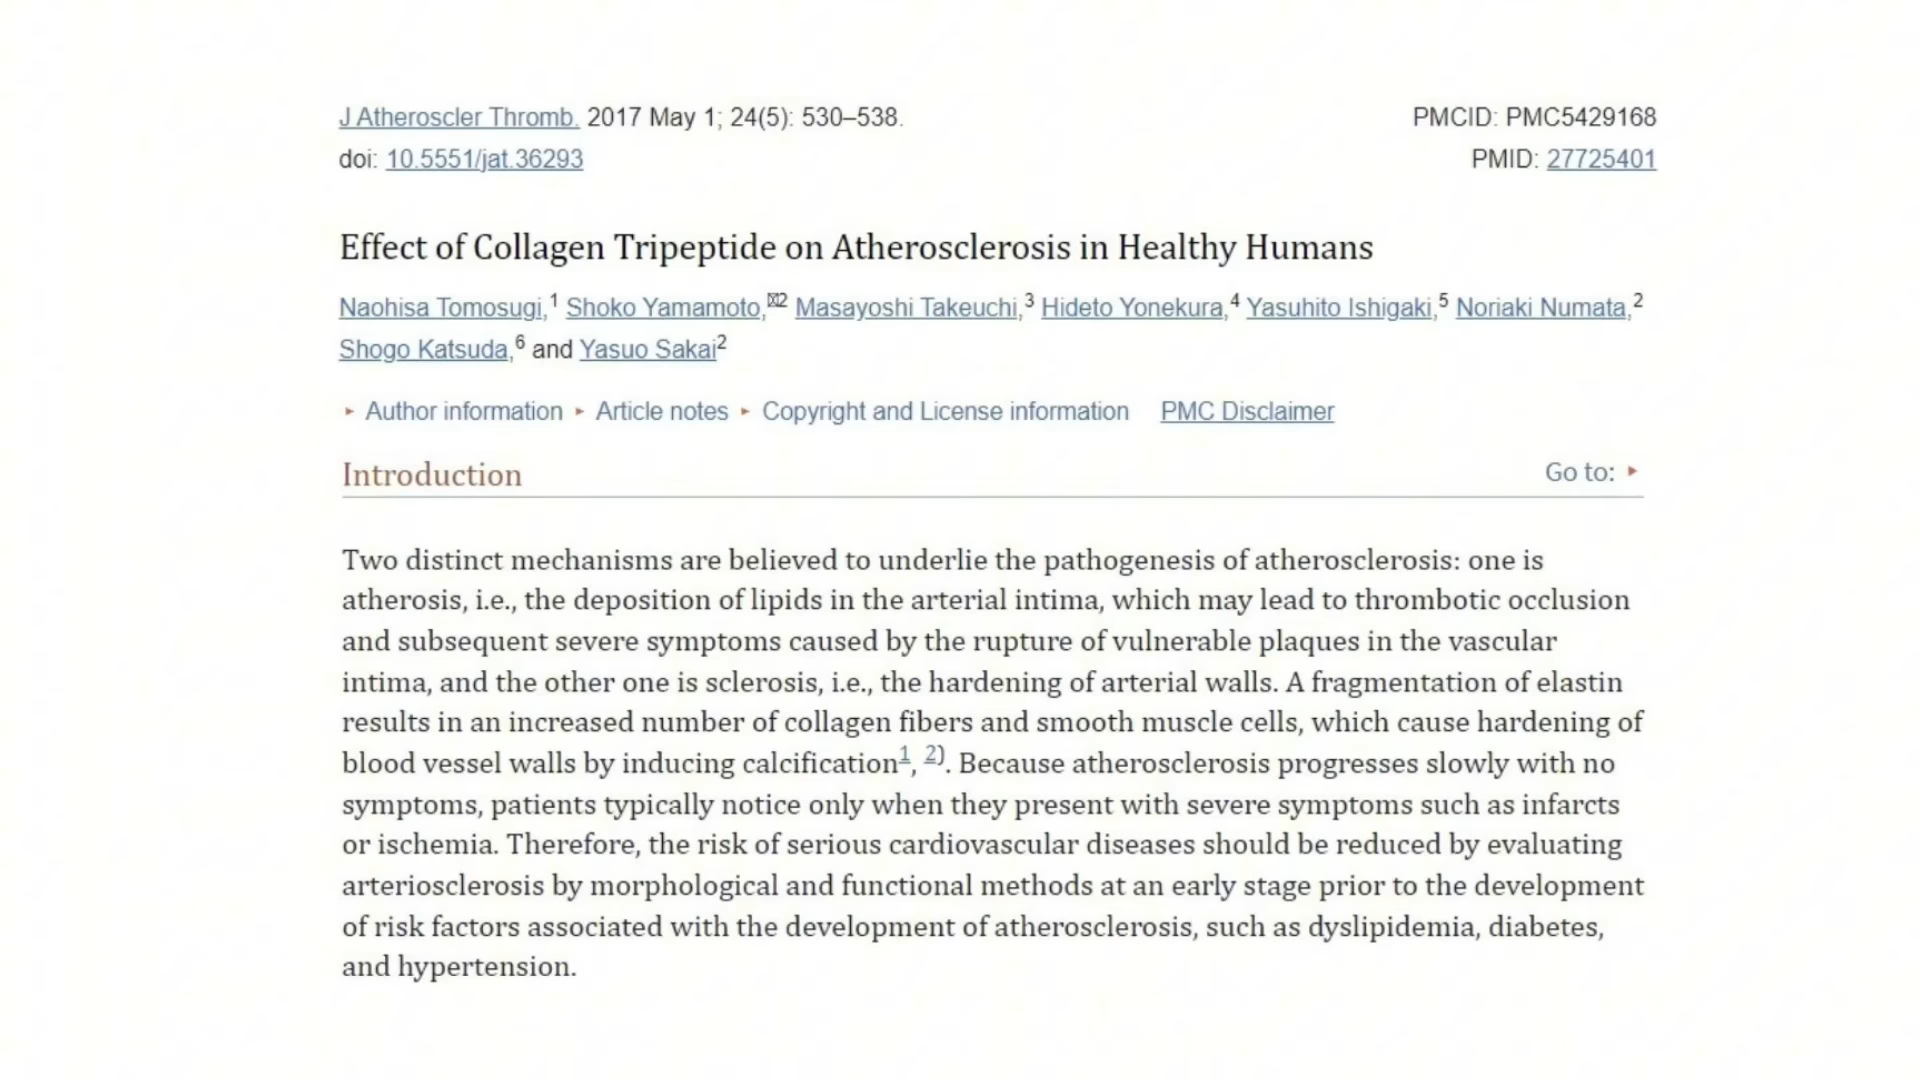 J Atheroscler Thromb. 2017 May 1; 24(5): 530–538.
PMCID: PMC5429168
doi: 10.5551/jat.36293
PMID: 27725401
Effect of Collagen Tripeptide on Atherosclerosis in Healthy Humans
Naohisa Tomosugi,1 Shoko Yamamoto,✉2 Masayoshi Takeuchi,3 Hideto Yonekura,4 Yasuhito Ishigaki,5 Noriaki Numata,2
Shogo Katsuda,6 and Yasuo Sakai2
▸ Author information ▸ Article notes ▸ Copyright and License information PMC Disclaimer
Introduction
Go to: ▸
Two distinct mechanisms are believed to underlie the pathogenesis of atherosclerosis: one is
atherosis, i.e., the deposition of lipids in the arterial intima, which may lead to thrombotic occlusion
and subsequent severe symptoms caused by the rupture of vulnerable plaques in the vascular
intima, and the other one is sclerosis, i.e., the hardening of arterial walls. A fragmentation of elastin
results in an increased number of collagen fibers and smooth muscle cells, which cause hardening of
blood vessel walls by inducing calcification1, 2). Because atherosclerosis progresses slowly with no
symptoms, patients typically notice only when they present with severe symptoms such as infarcts
or ischemia. Therefore, the risk of serious cardiovascular diseases should be reduced by evaluating
arteriosclerosis by morphological and functional methods at an early stage prior to the development
of risk factors associated with the development of atherosclerosis, such as dyslipidemia, diabetes,
and hypertension.